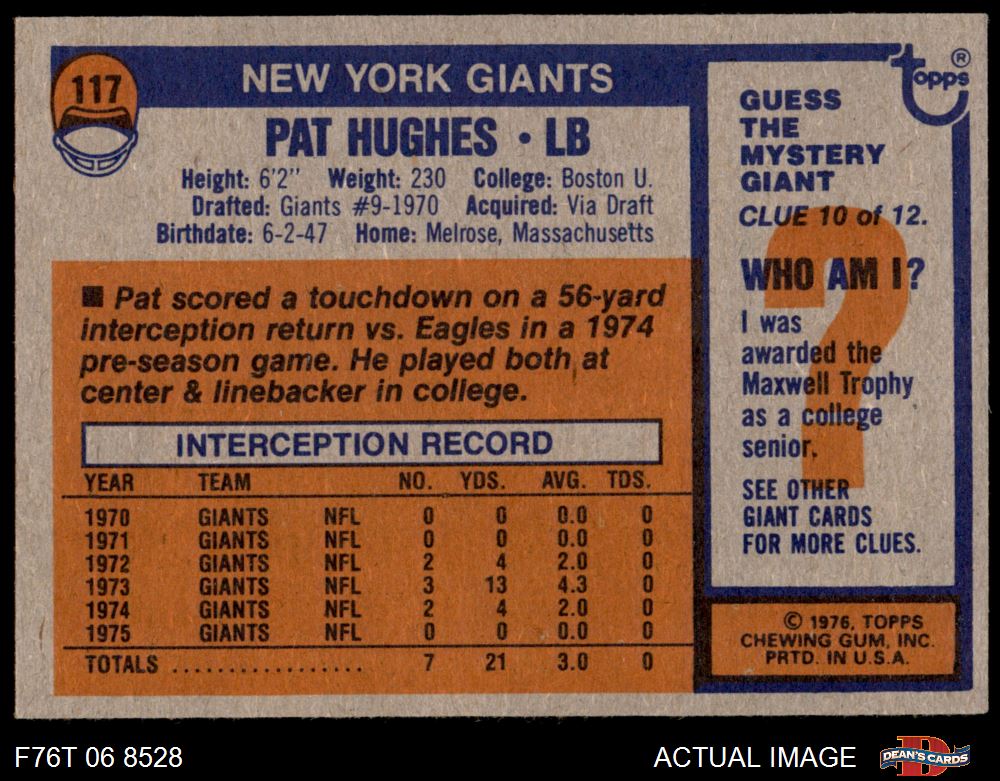 117
NEW YORK GIANTS
PAT HUGHES • LB
Height: 6'2" Weight: 230 College: Boston U.
Drafted: Giants #9-1970 Acquired: Via Draft
Birthdate: 6-2-47 Home: Melrose, Massachusetts
■ Pat scored a touchdown on a 56-yard
interception return vs. Eagles in a 1974
pre-season game. He played both at
center & linebacker in college.
INTERCEPTION RECORD
YEAR TEAM NO. YDS. AVG. TDS.
1970 GIANTS NFL 0 0 0.0 0
1971 GIANTS NFL 0 0 0.0 0
1972 GIANTS NFL 2 4 2.0 0
1973 GIANTS NFL 3 13 4.3 0
1974 GIANTS NFL 2 4 2.0 0
1975 GIANTS NFL 0 0 0.0 0
TOTALS .................. 7 21 3.0 0
topps ®
GUESS
THE
MYSTERY
GIANT
CLUE 10 of 12.
WHO AM I?
I was
awarded the
Maxwell Trophy
as a college
senior.
SEE OTHER
GIANT CARDS
FOR MORE CLUES.
© 1976, TOPPS
CHEWING GUM, INC.
PRTD. IN U.S.A.
F76T 06 8528
ACTUAL IMAGE
DEAN'S CARDS